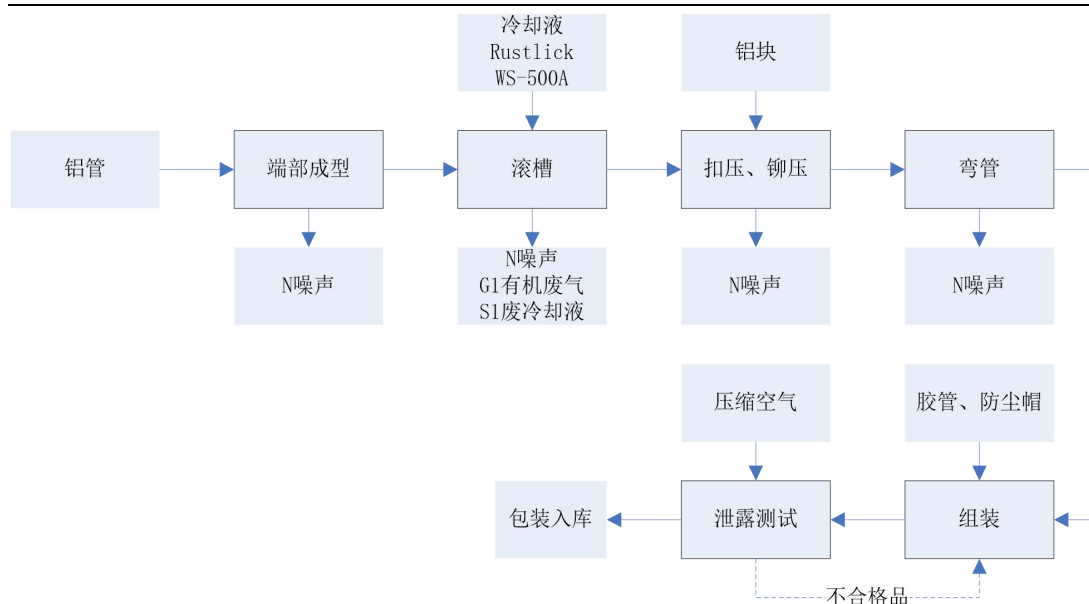 冷却液
Rustlick
WS-500A
铝块
铝管
端部成型
滚槽
扣压、铆压
弯管
N噪声
N噪声
G1有机废气
S1废冷却液
N噪声
N噪声
压缩空气
胶管、防尘帽
包装入库
泄露测试
组装
不合格品